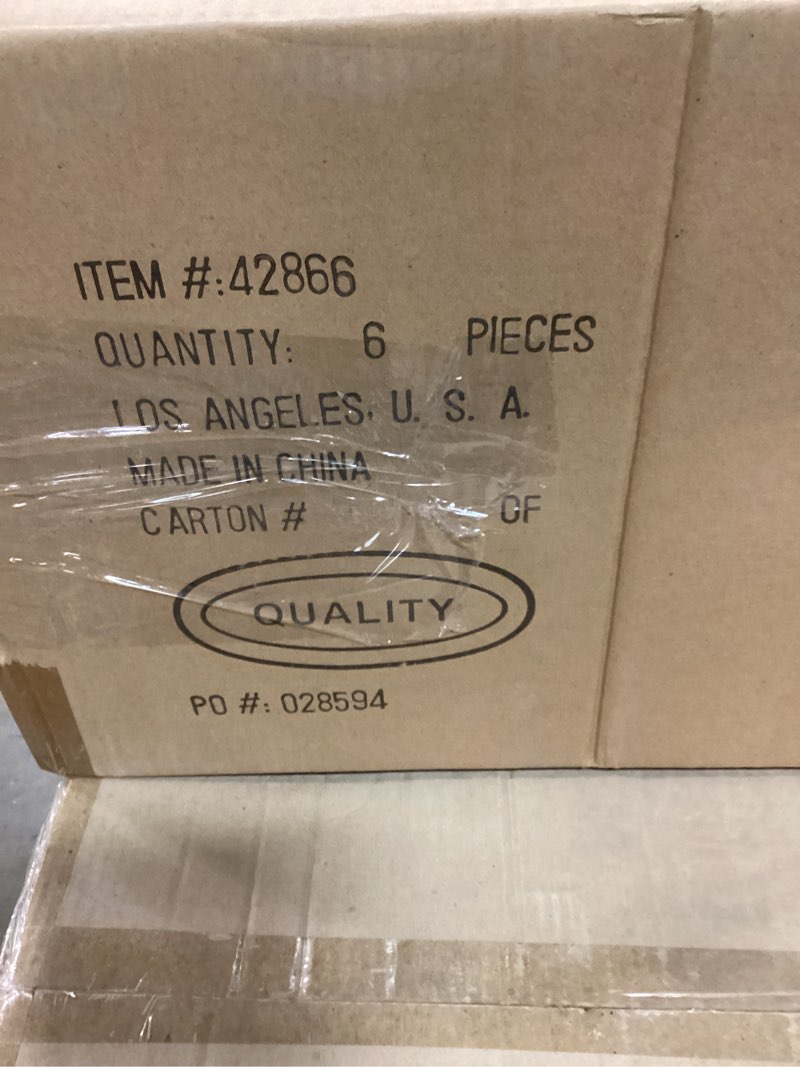 ITEM #:42866
QUANTITY: 6 PIECES
LOS ANGELES, U. S. A.
MADE IN CHINA
CARTON # OF
QUALITY
PO #: 028594